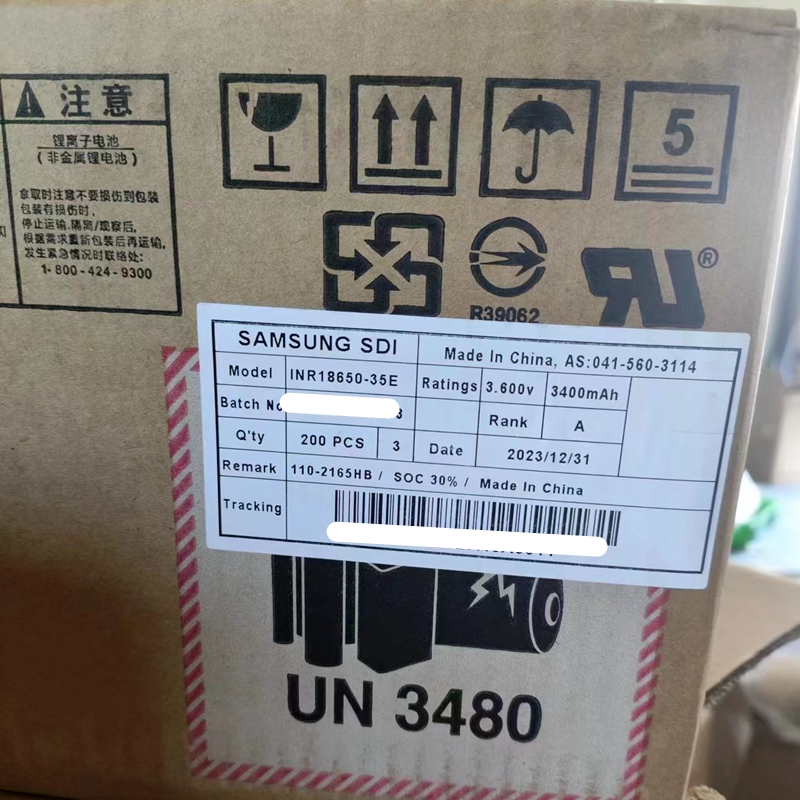 注意
锂离子电池
（非金属锂电池）
拿取时注意不要损伤到包装
包装有损伤时，
停止运输，隔离/观察后，
根据需求重新包装后再运输，
发生紧急情况时联络处：
1-800-424-9300
5
R39062
®
SAMSUNG SDI
Made In China, AS:041-560-3114
Model INR18650-35E Ratings 3.600v 3400mAh
Batch No 3 Rank A
Q'ty 200 PCS 3 Date 2023/12/31
Remark 110-2165HB / SOC 30% / Made In China
Tracking
UN 3480